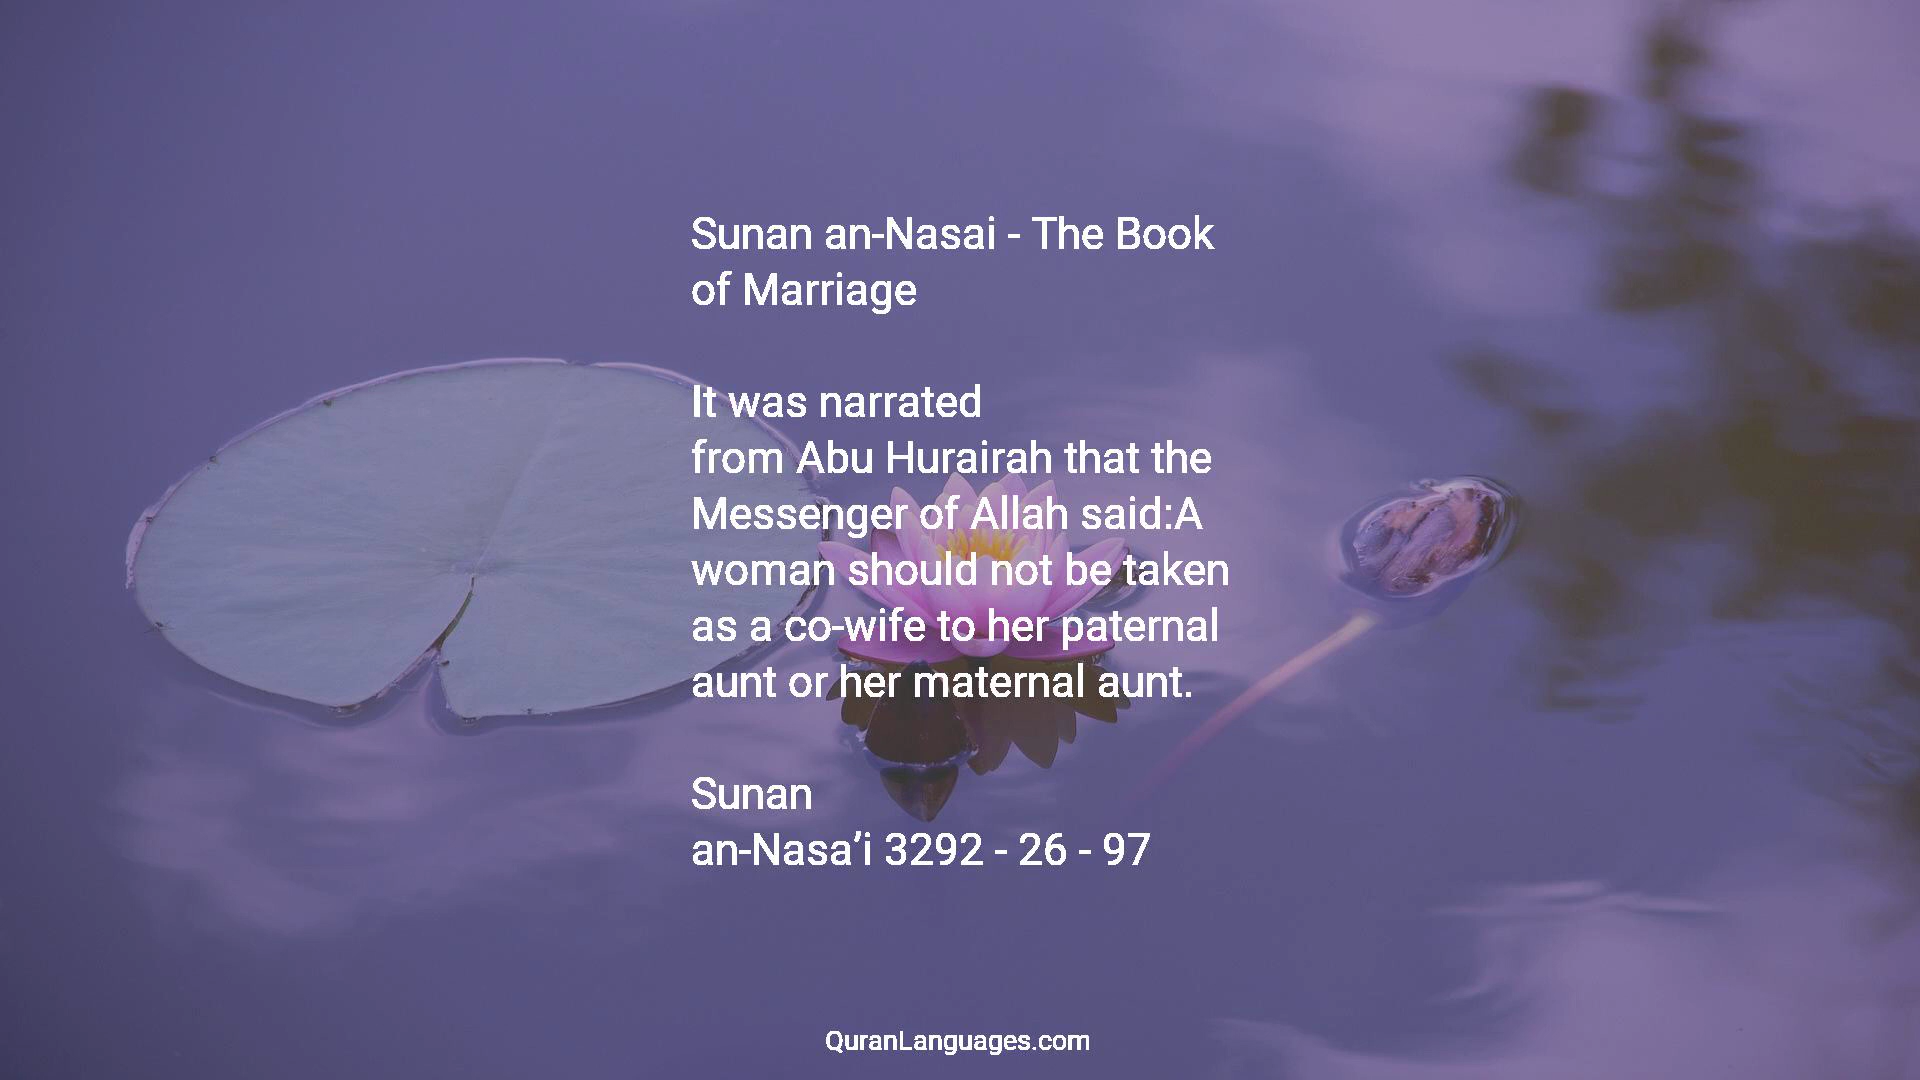 Sunan an-Nasai - The Book
of Marriage
It was narrated
from Abu Hurairah that the
Messenger of Allah said:A
woman should not be taken
as a co-wife to her paternal
aunt or her maternal aunt.
Sunan
an-Nasa’i 3292 - 26 - 97
QuranLanguages.com